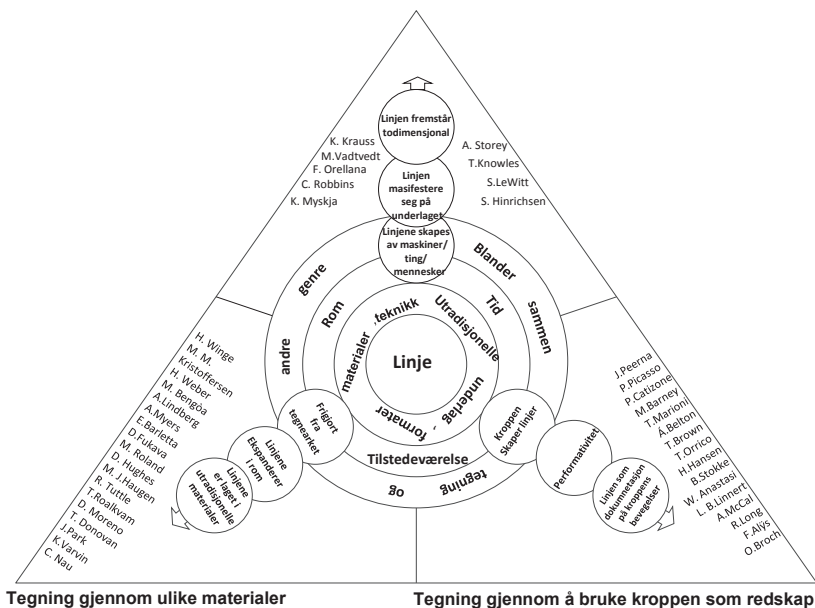 Linjen fremstår
todimensjonal
K. Krauss
M.Vadtvedt
F. Orellana
C. Robbins
K. Myskja
A. Storey
T.Knowles
S.LeWitt
S. Hinrichsen
Linjen masifestere
seg på
underlaget
Linjene skapes
av maskiner/
ting/
mennesker
Blander sammen
tegning
og
andre
genre
Rom
Tid
Tilstedeværelse
Utradisjonelle
underlag, formater
materialer ,teknikk
Linje
Frigjort
fra
tegnearket
Linjene
Ekspanderer
i rom
Linjene
er laget i
utradisjonelle
materialer
Kroppen
Skaper linjer
Performativitet
Linjen som
dokumnetasjon
på kroppens
bevegelser
H. Winge
M. M.
Kristoffersen
H. Weber
M. Bengòa
A.Lindberg
A.Myers
E.Barietta
D.Fukava
M. Roland
D. Hughes
M. J.Haugen
R. Tuttle
T.Roalkvam
D. Moreno
T. Donovan
J.Park
K.Varvin
C. Nau
J.Peerna
P.Picasso
P.Catizone
M.Barney
T.Marioni
Á.Belton
T.Brown
T.Orrico
H.Hansen
B.Stokke
W. Anastasi
L. B.Linnert
A.McCal
R.Long
F.Alÿs
O.Broch
Tegning gjennom ulike materialer
Tegning gjennom å bruke kroppen som redskap